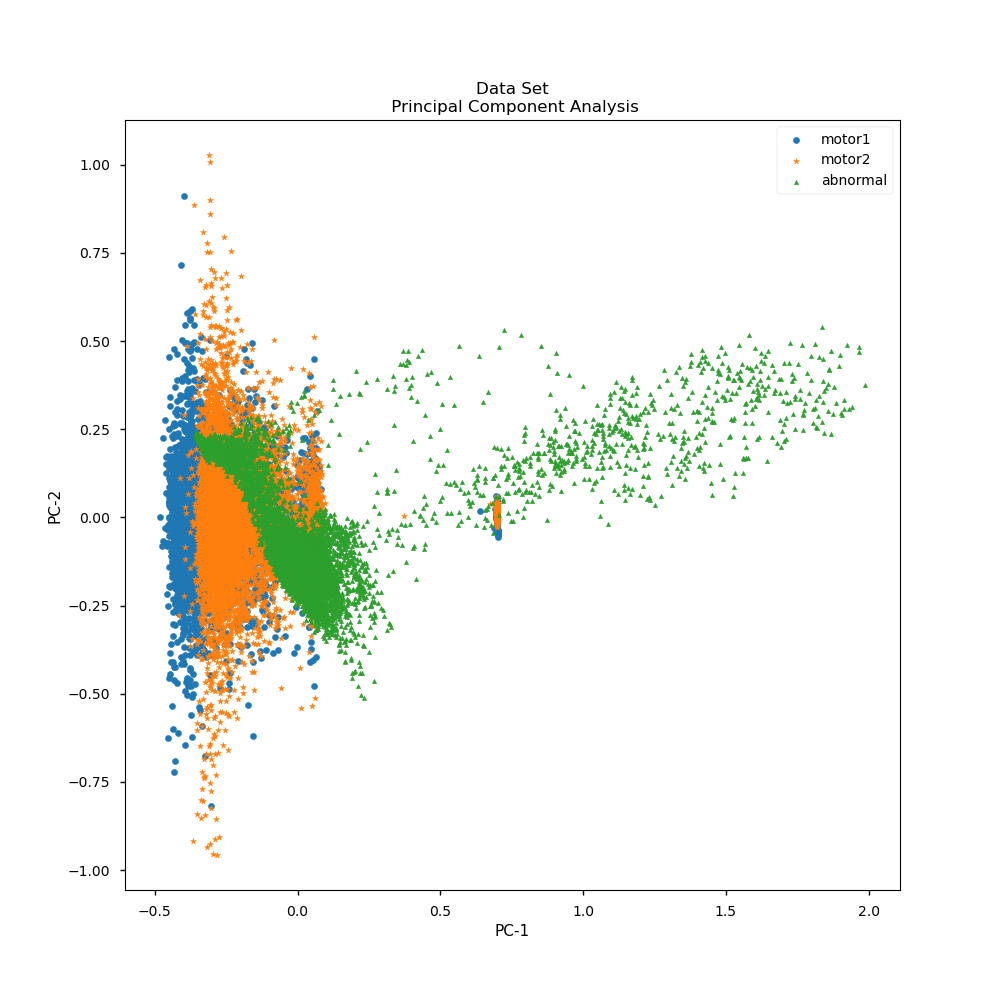 Data Set
Principal Component Analysis
motor1
motor2
abnormal
1.00
0.75
0.50
0.25
0.00
−0.25
−0.50
−0.75
−1.00
PC-2
−0.5
0.0
0.5
1.0
1.5
2.0
PC-1